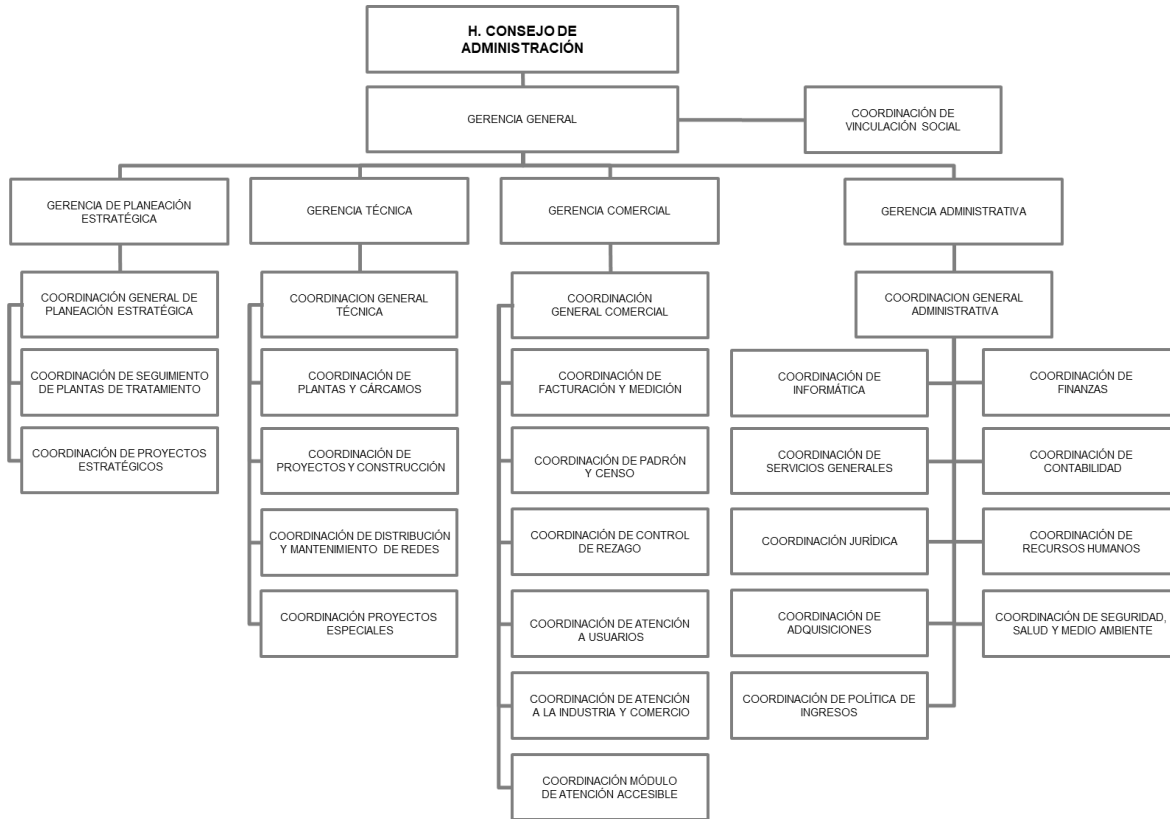 H. CONSEJO DE
ADMINISTRACIÓN
GERENCIA GENERAL
COORDINACIÓN DE
VINCULACIÓN SOCIAL
GERENCIA DE PLANEACIÓN
ESTRATÉGICA
GERENCIA TÉCNICA
GERENCIA COMERCIAL
GERENCIA ADMINISTRATIVA
COORDINACIÓN GENERAL DE
PLANEACIÓN ESTRATÉGICA
COORDINACIÓN DE SEGUIMIENTO
DE PLANTAS DE TRATAMIENTO
COORDINACIÓN DE PROYECTOS
ESTRATÉGICOS
COORDINACION GENERAL
TÉCNICA
COORDINACIÓN DE
PLANTAS Y CÁRCAMOS
COORDINACIÓN DE
PROYECTOS Y CONSTRUCCIÓN
COORDINACIÓN DE DISTRIBUCIÓN
Y MANTENIMIENTO DE REDES
COORDINACIÓN PROYECTOS
ESPECIALES
COORDINACIÓN
GENERAL COMERCIAL
COORDINACIÓN DE
FACTURACIÓN Y MEDICIÓN
COORDINACIÓN DE PADRÓN
Y CENSO
COORDINACIÓN DE CONTROL
DE REZAGO
COORDINACIÓN DE ATENCIÓN
A USUARIOS
COORDINACIÓN DE ATENCIÓN
A LA INDUSTRIA Y COMERCIO
COORDINACIÓN MÓDULO
DE ATENCIÓN ACCESIBLE
COORDINACION GENERAL
ADMINISTRATIVA
COORDINACIÓN DE
INFORMÁTICA
COORDINACIÓN DE
SERVICIOS GENERALES
COORDINACIÓN JURÌDICA
COORDINACIÓN DE
ADQUISICIONES
COORDINACIÓN DE POLÌTICA DE
INGRESOS
COORDINACIÓN DE
FINANZAS
COORDINACIÓN DE
CONTABILIDAD
COORDINACIÓN DE
RECURSOS HUMANOS
COORDINACIÓN DE SEGURIDAD,
SALUD Y MEDIO AMBIENTE